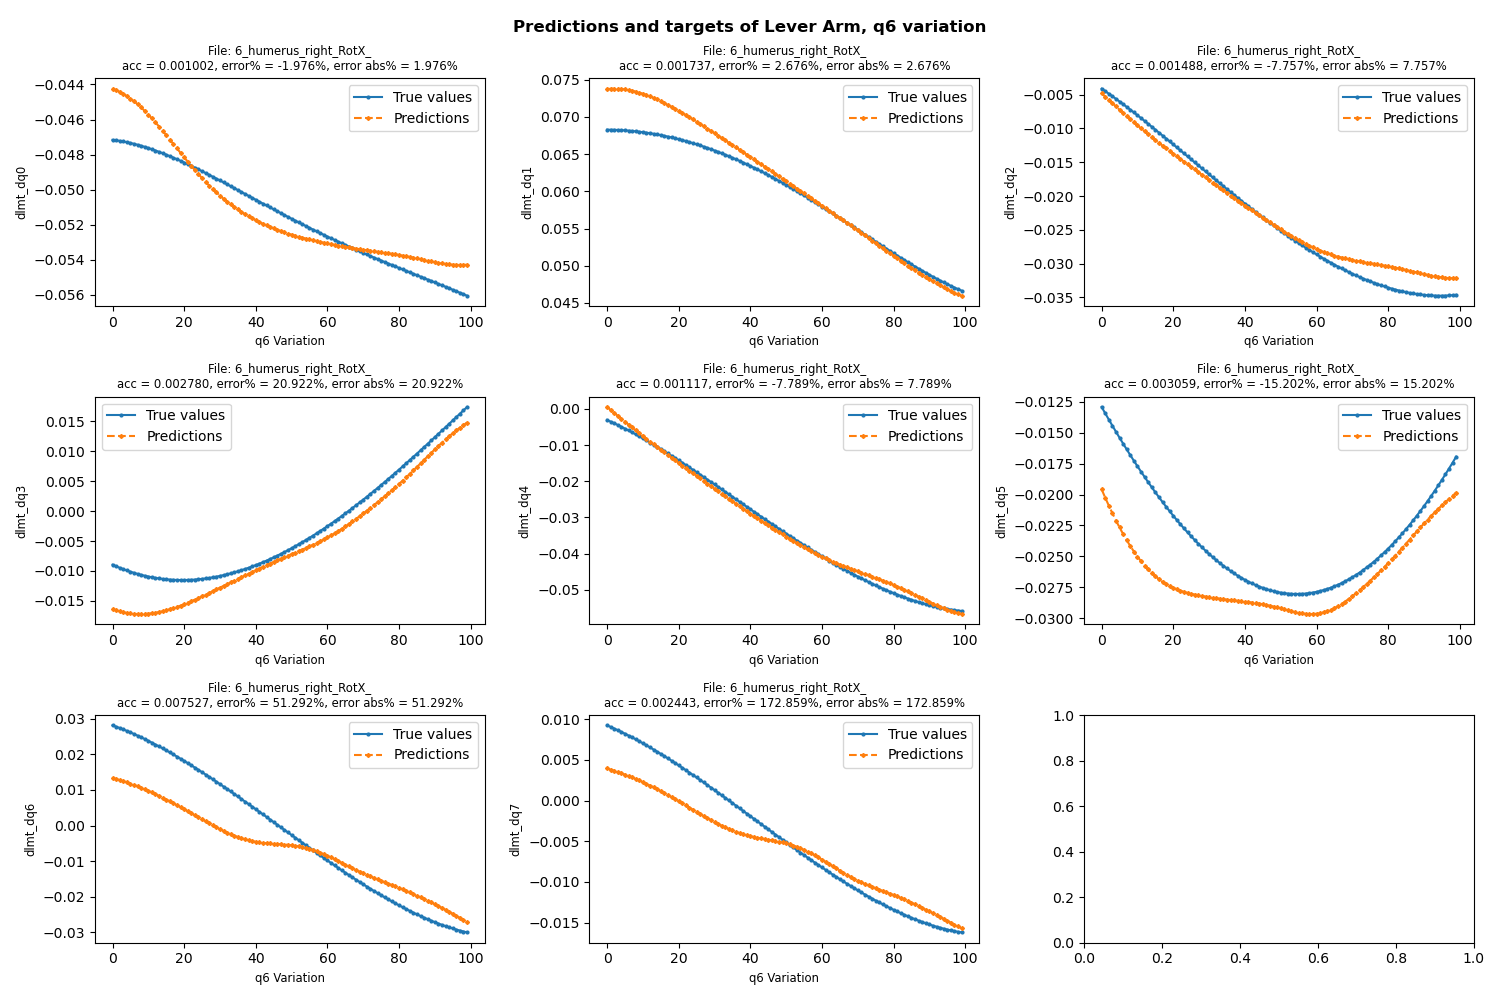 Predictions and targets of Lever Arm, q6 variation
File: 6_humerus_right_RotX_
acc = 0.001002, error% = -1.976%, error abs% = 1.976%
True values
Predictions
dlmt_dq0
−0.044
−0.046
−0.048
−0.050
−0.052
−0.054
−0.056
0 20 40 60 80 100
q6 Variation
File: 6_humerus_right_RotX_
acc = 0.001737, error% = 2.676%, error abs% = 2.676%
True values
Predictions
dlmt_dq1
0.075
0.070
0.065
0.060
0.055
0.050
0.045
0 20 40 60 80 100
q6 Variation
File: 6_humerus_right_RotX_
acc = 0.001488, error% = -7.757%, error abs% = 7.757%
True values
Predictions
dlmt_dq2
−0.005
−0.010
−0.015
−0.020
−0.025
−0.030
−0.035
0 20 40 60 80 100
q6 Variation
File: 6_humerus_right_RotX_
acc = 0.002780, error% = 20.922%, error abs% = 20.922%
True values
Predictions
dlmt_dq3
0.015
0.010
0.005
0.000
−0.005
−0.010
−0.015
0 20 40 60 80 100
q6 Variation
File: 6_humerus_right_RotX_
acc = 0.001117, error% = -7.789%, error abs% = 7.789%
True values
Predictions
dlmt_dq4
0.00
−0.01
−0.02
−0.03
−0.04
−0.05
0 20 40 60 80 100
q6 Variation
File: 6_humerus_right_RotX_
acc = 0.003059, error% = -15.202%, error abs% = 15.202%
True values
Predictions
dlmt_dq5
−0.0125
−0.0150
−0.0175
−0.0200
−0.0225
−0.0250
−0.0275
−0.0300
0 20 40 60 80 100
q6 Variation
File: 6_humerus_right_RotX_
acc = 0.007527, error% = 51.292%, error abs% = 51.292%
True values
Predictions
dlmt_dq6
0.03
0.02
0.01
0.00
−0.01
−0.02
−0.03
0 20 40 60 80 100
q6 Variation
File: 6_humerus_right_RotX_
acc = 0.002443, error% = 172.859%, error abs% = 172.859%
True values
Predictions
dlmt_dq7
0.010
0.005
0.000
−0.005
−0.010
−0.015
0 20 40 60 80 100
q6 Variation
1.0
0.8
0.6
0.4
0.2
0.0
0.0 0.2 0.4 0.6 0.8 1.0